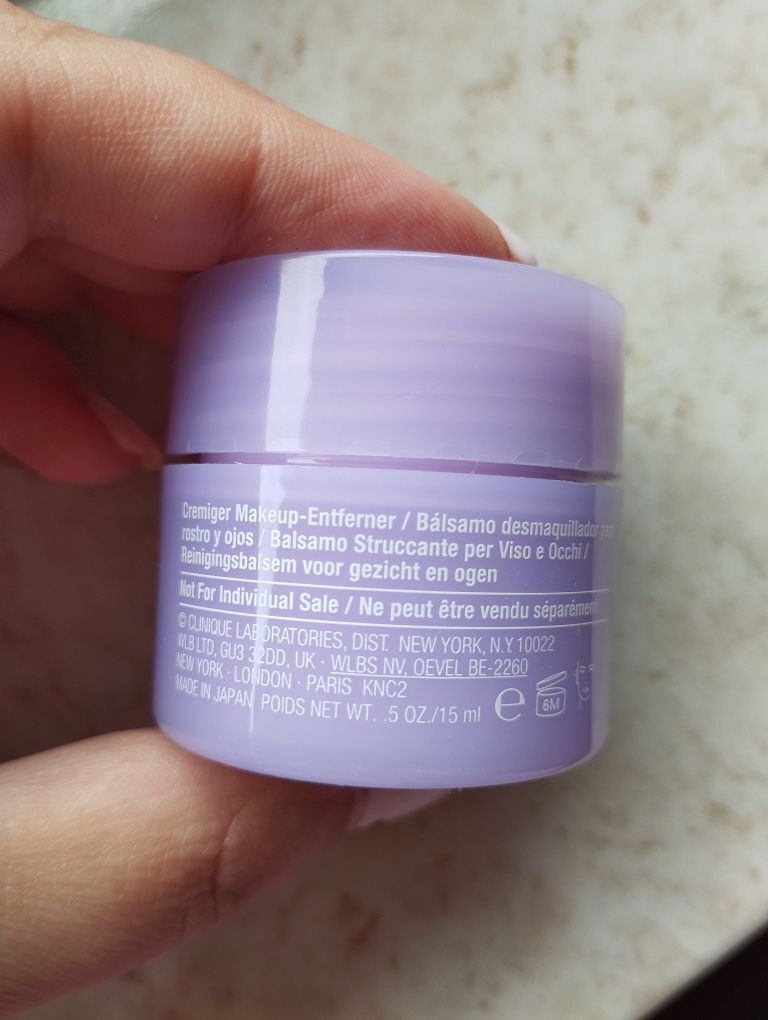 Cremiger Makeup-Entferner / Bálsamo desmaquillador para
rostro y ojos / Balsamo Struccante per Viso e Occhi /
Reinigingsbalsem voor gezicht en ogen
Not For Individual Sale / Ne peut être vendu séparément
© CLINIQUE LABORATORIES, DIST. NEW YORK, N.Y. 10022
WLB LTD, GU3 32DD, UK · WLBS NV, OEVEL BE-2260
NEW YORK · LONDON · PARIS KNC2
MADE IN JAPAN POIDS NET WT. .5 OZ./15 ml e 6M